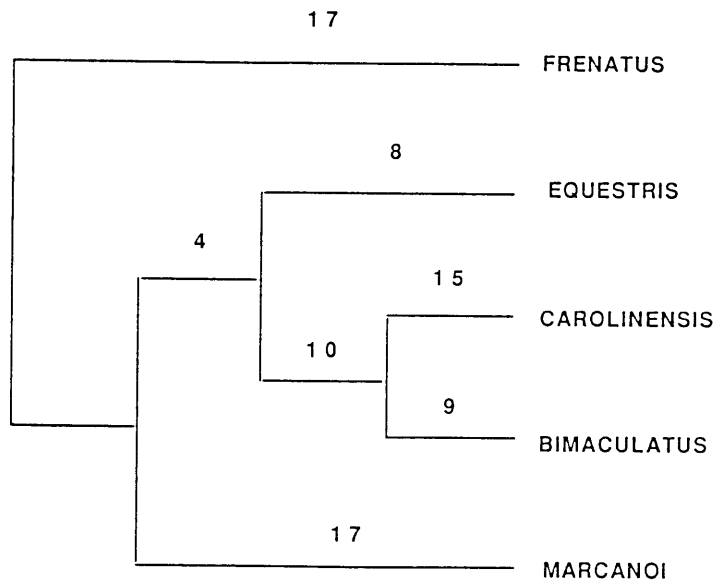 17
FRENATUS
8
EQUESTRIS
4
15
CAROLINENSIS
10
9
BIMACULATUS
17
MARCANOI